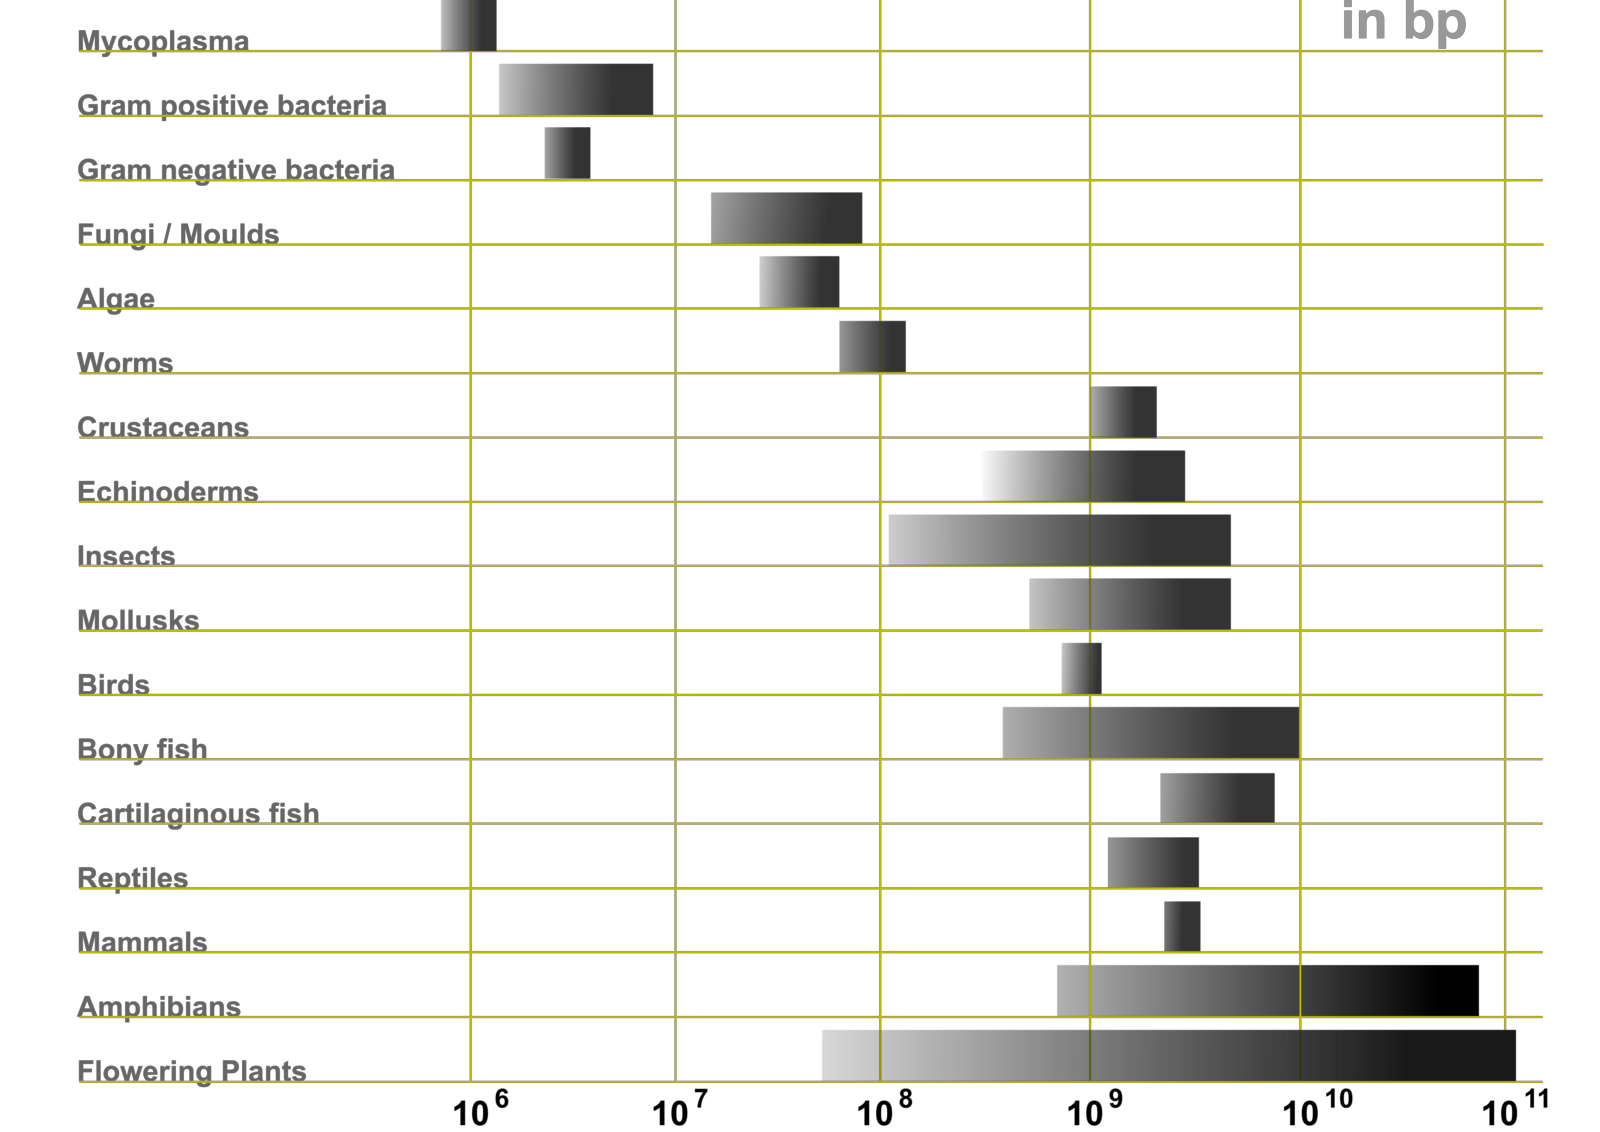 in bp
Mycoplasma
Gram positive bacteria
Gram negative bacteria
Fungi / Moulds
Algae
Worms
Crustaceans
Echinoderms
Insects
Mollusks
Birds
Bony fish
Cartilaginous fish
Reptiles
Mammals
Amphibians
Flowering Plants
10⁶ 10⁷ 10⁸ 10⁹ 10¹⁰ 10¹¹